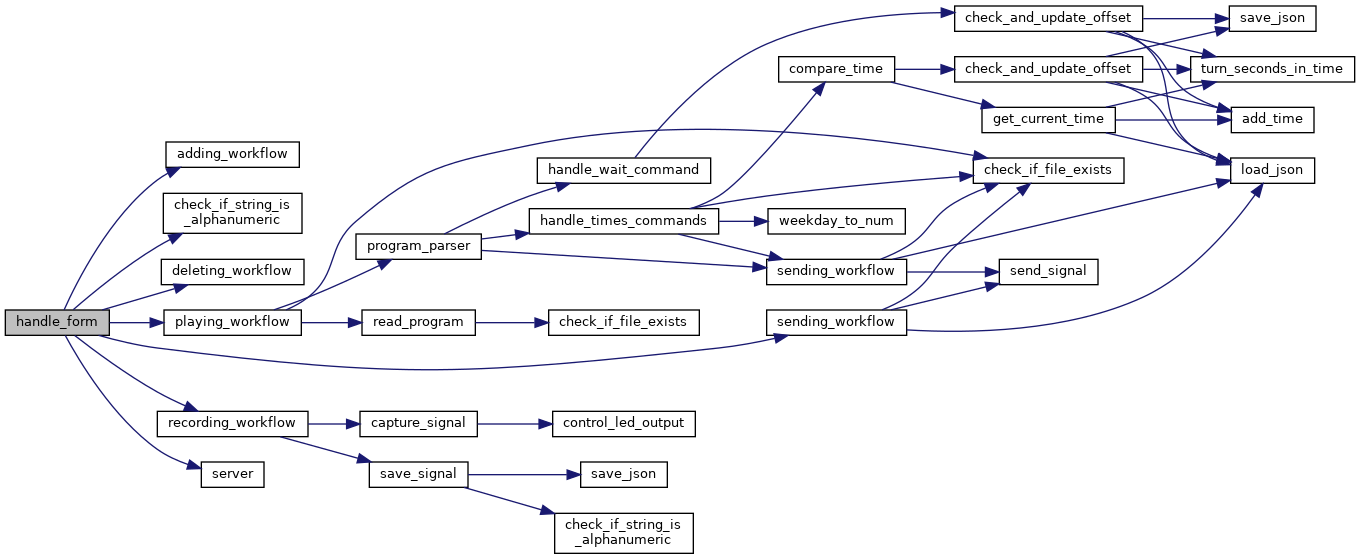 handle_form
adding_workflow
check_if_string_is
_alphanumeric
deleting_workflow
playing_workflow
recording_workflow
server
program_parser
read_program
capture_signal
save_signal
handle_wait_command
handle_times_commands
check_if_file_exists
control_led_output
save_json
check_if_string_is
_alphanumeric
compare_time
weekday_to_num
sending_workflow
sending_workflow
check_and_update_offset
check_and_update_offset
get_current_time
check_if_file_exists
send_signal
save_json
turn_seconds_in_time
add_time
load_json